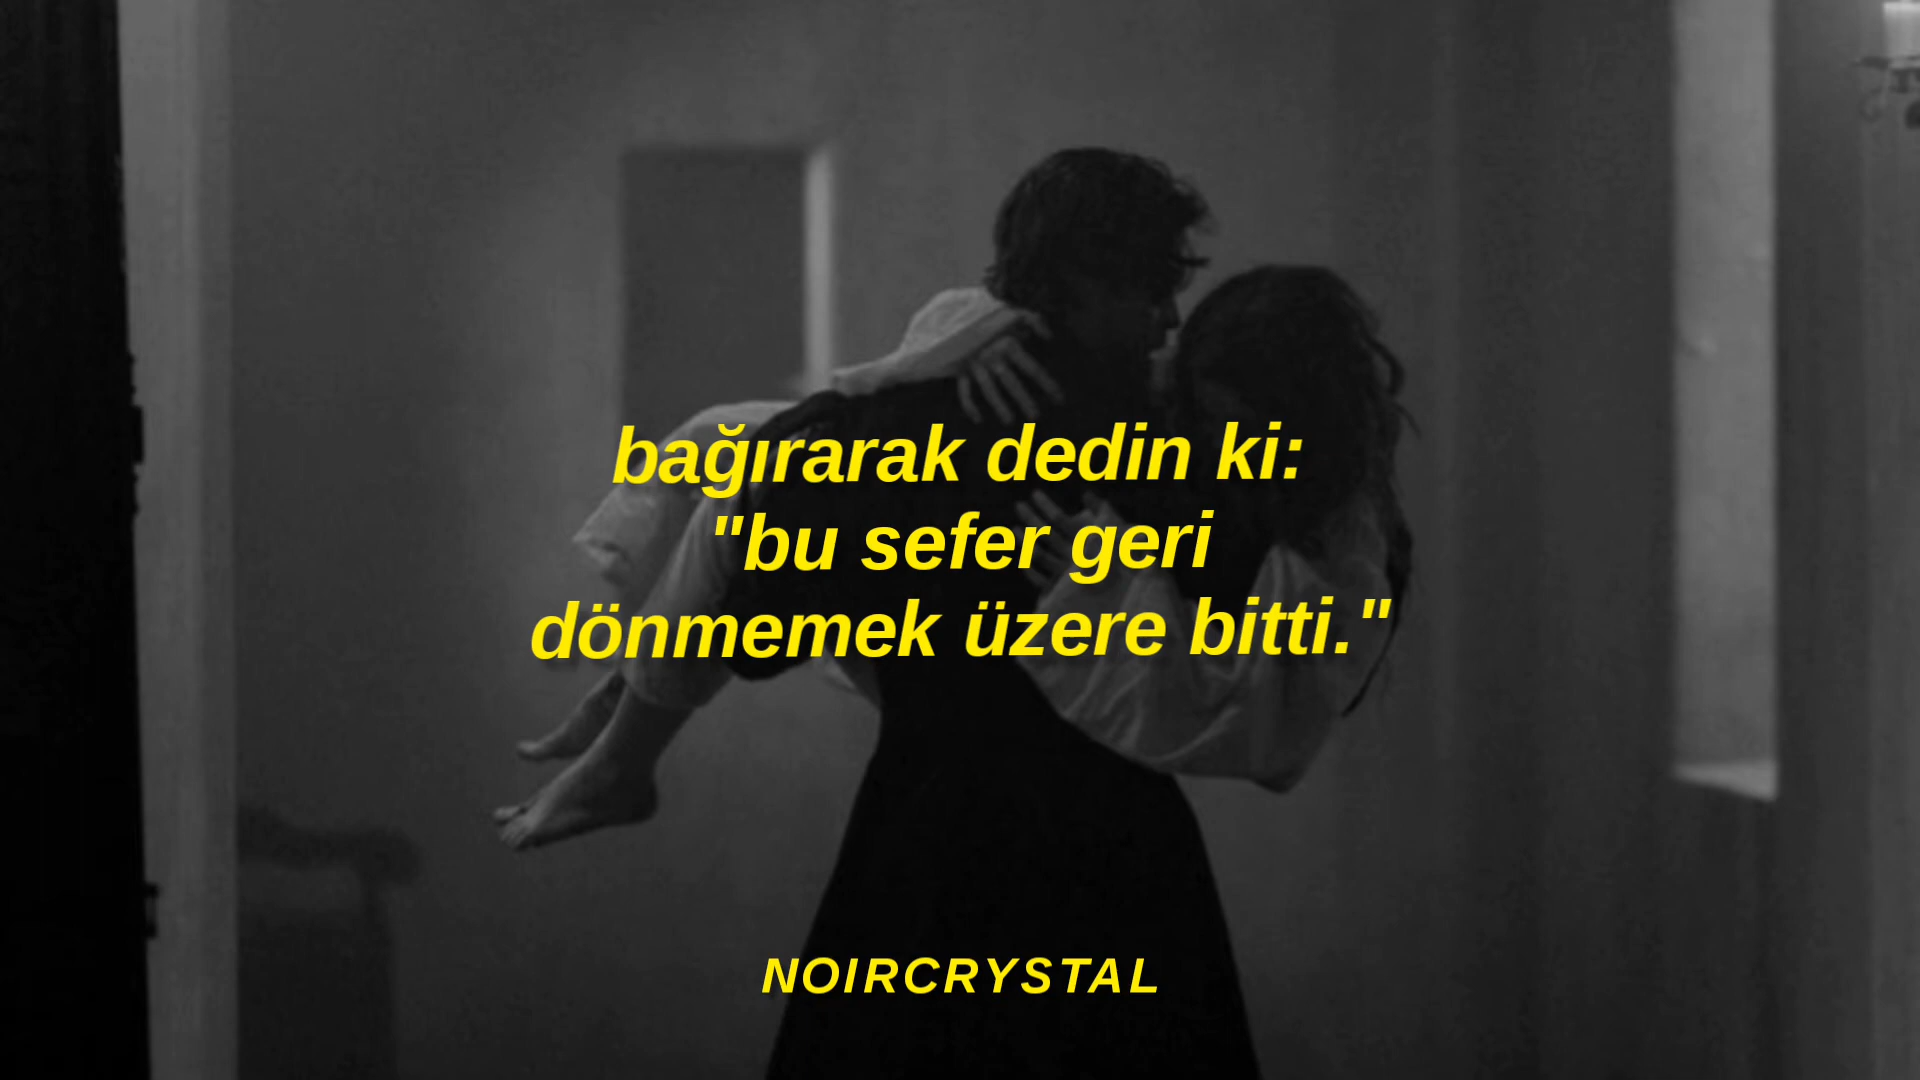 bağırarak dedin ki:
"bu sefer geri
dönmemek üzere bitti."
NOIRCRYSTAL